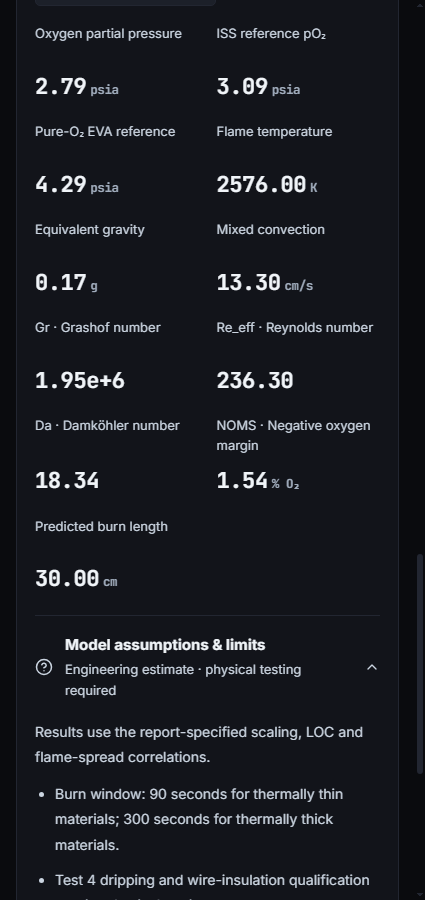 Oxygen partial pressure
ISS reference pO₂
2.79 psia
3.09 psia
Pure-O₂ EVA reference
Flame temperature
4.29 psia
2576.00 K
Equivalent gravity
Mixed convection
0.17 g
13.30 cm/s
Gr · Grashof number
Re_eff · Reynolds number
1.95e+6
236.30
Da · Damköhler number
NOMS · Negative oxygen
margin
18.34
1.54 % O₂
Predicted burn length
30.00 cm
Model assumptions & limits
Engineering estimate · physical testing
required
Results use the report-specified scaling, LOC and
flame-spread correlations.
• Burn window: 90 seconds for thermally thin
materials; 300 seconds for thermally thick
materials.
• Test 4 dripping and wire-insulation qualification